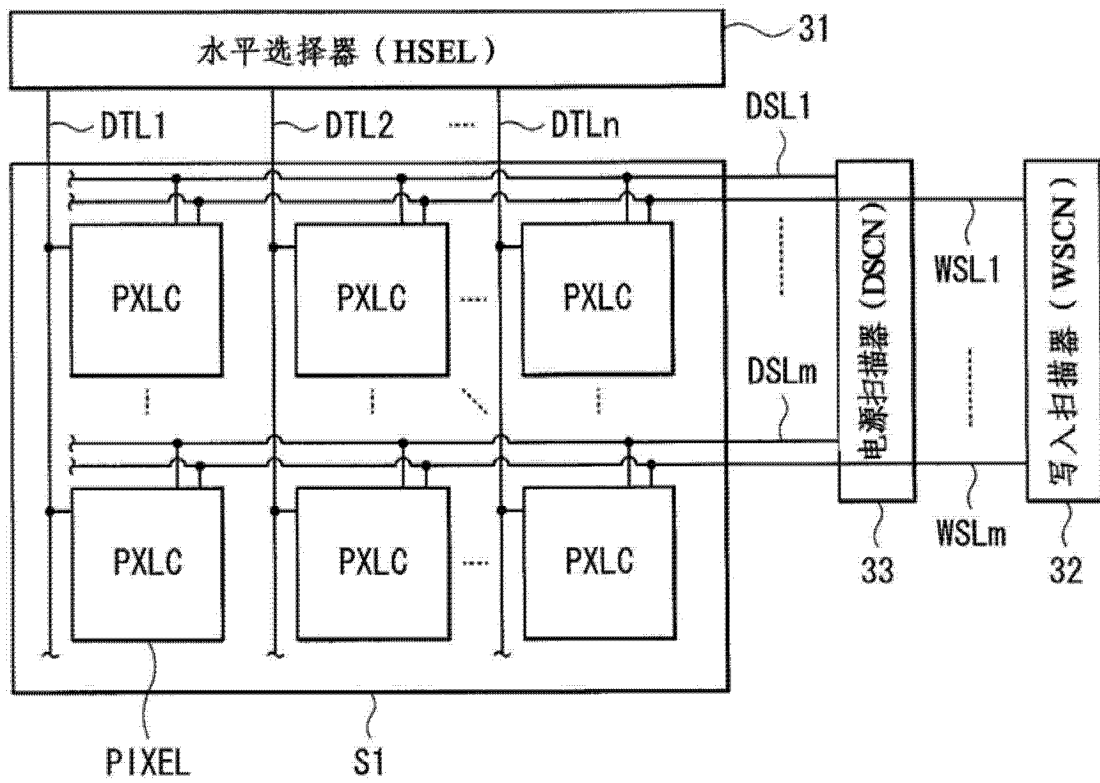 31
水平选择器(HSEL)
DTL1
DTL2
DTLn
DSL1
PXLC
PXLC
PXLC
WSL1
DSLm
电源扫描器(DSCN)
写入扫描器(WSCN)
PXLC
PXLC
PXLC
33
WSLm
32
PIXEL
S1